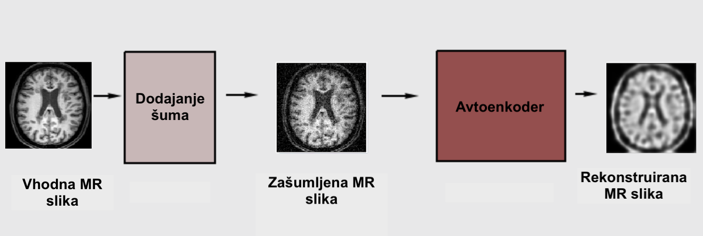 Dodajanje
šuma
Avtoenkoder
Vhodna MR
slika
Zašumljena MR
slika
Rekonstruirana
MR slika